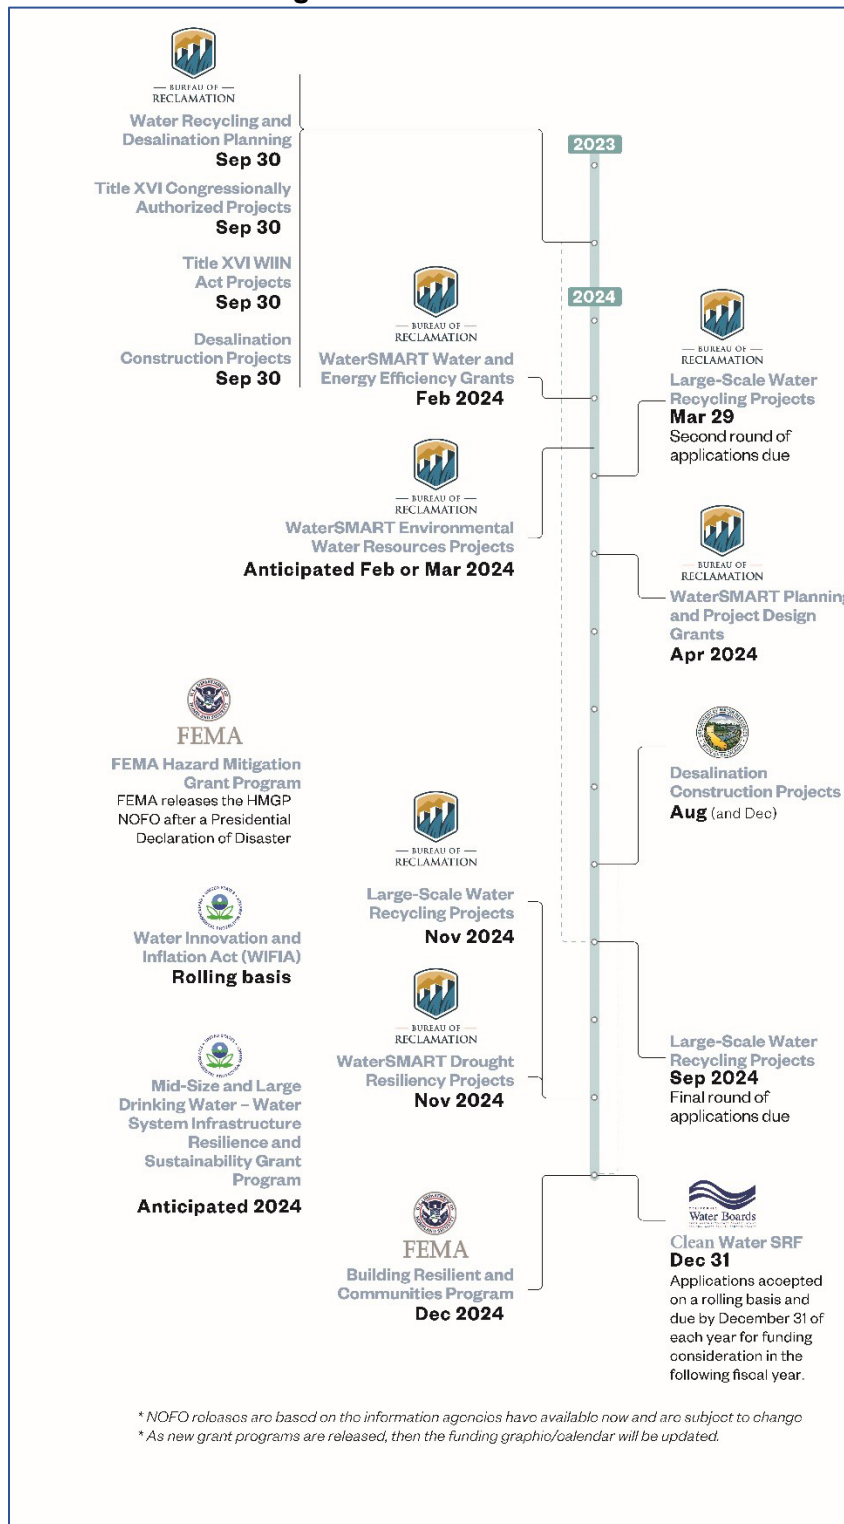 — BUREAU OF —
RECLAMATION
Water Recycling and
Desalination Planning
Sep 30
Title XVI Congressionally
Authorized Projects
Sep 30
Title XVI WIIN
Act Projects
Sep 30
Desalination
Construction Projects
Sep 30
2023
2024
— BUREAU OF —
RECLAMATION
WaterSMART Water and
Energy Efficiency Grants
Feb 2024
— BUREAU OF —
RECLAMATION
Large-Scale Water
Recycling Projects
Mar 29
Second round of
applications due
— BUREAU OF —
RECLAMATION
WaterSMART Environmental
Water Resources Projects
Anticipated Feb or Mar 2024
— BUREAU OF —
RECLAMATION
WaterSMART Planning
and Project Design
Grants
Apr 2024
FEMA
FEMA Hazard Mitigation
Grant Program
FEMA releases the HMGP
NOFO after a Presidential
Declaration of Disaster
Desalination
Construction Projects
Aug (and Dec)
— BUREAU OF —
RECLAMATION
Large-Scale Water
Recycling Projects
Nov 2024
Water Innovation and
Inflation Act (WIFIA)
Rolling basis
— BUREAU OF —
RECLAMATION
WaterSMART Drought
Resiliency Projects
Nov 2024
Large-Scale Water
Recycling Projects
Sep 2024
Final round of
applications due
Mid-Size and Large
Drinking Water – Water
System Infrastructure
Resilience and
Sustainability Grant
Program
Anticipated 2024
FEMA
Building Resilient and
Communities Program
Dec 2024
Water Boards
Clean Water SRF
Dec 31
Applications accepted
on a rolling basis and
due by December 31 of
each year for funding
consideration in the
following fiscal year.
* NOFO releases are based on the information agencies have available now and are subject to change
* As new grant programs are released, then the funding graphic/calendar will be updated.